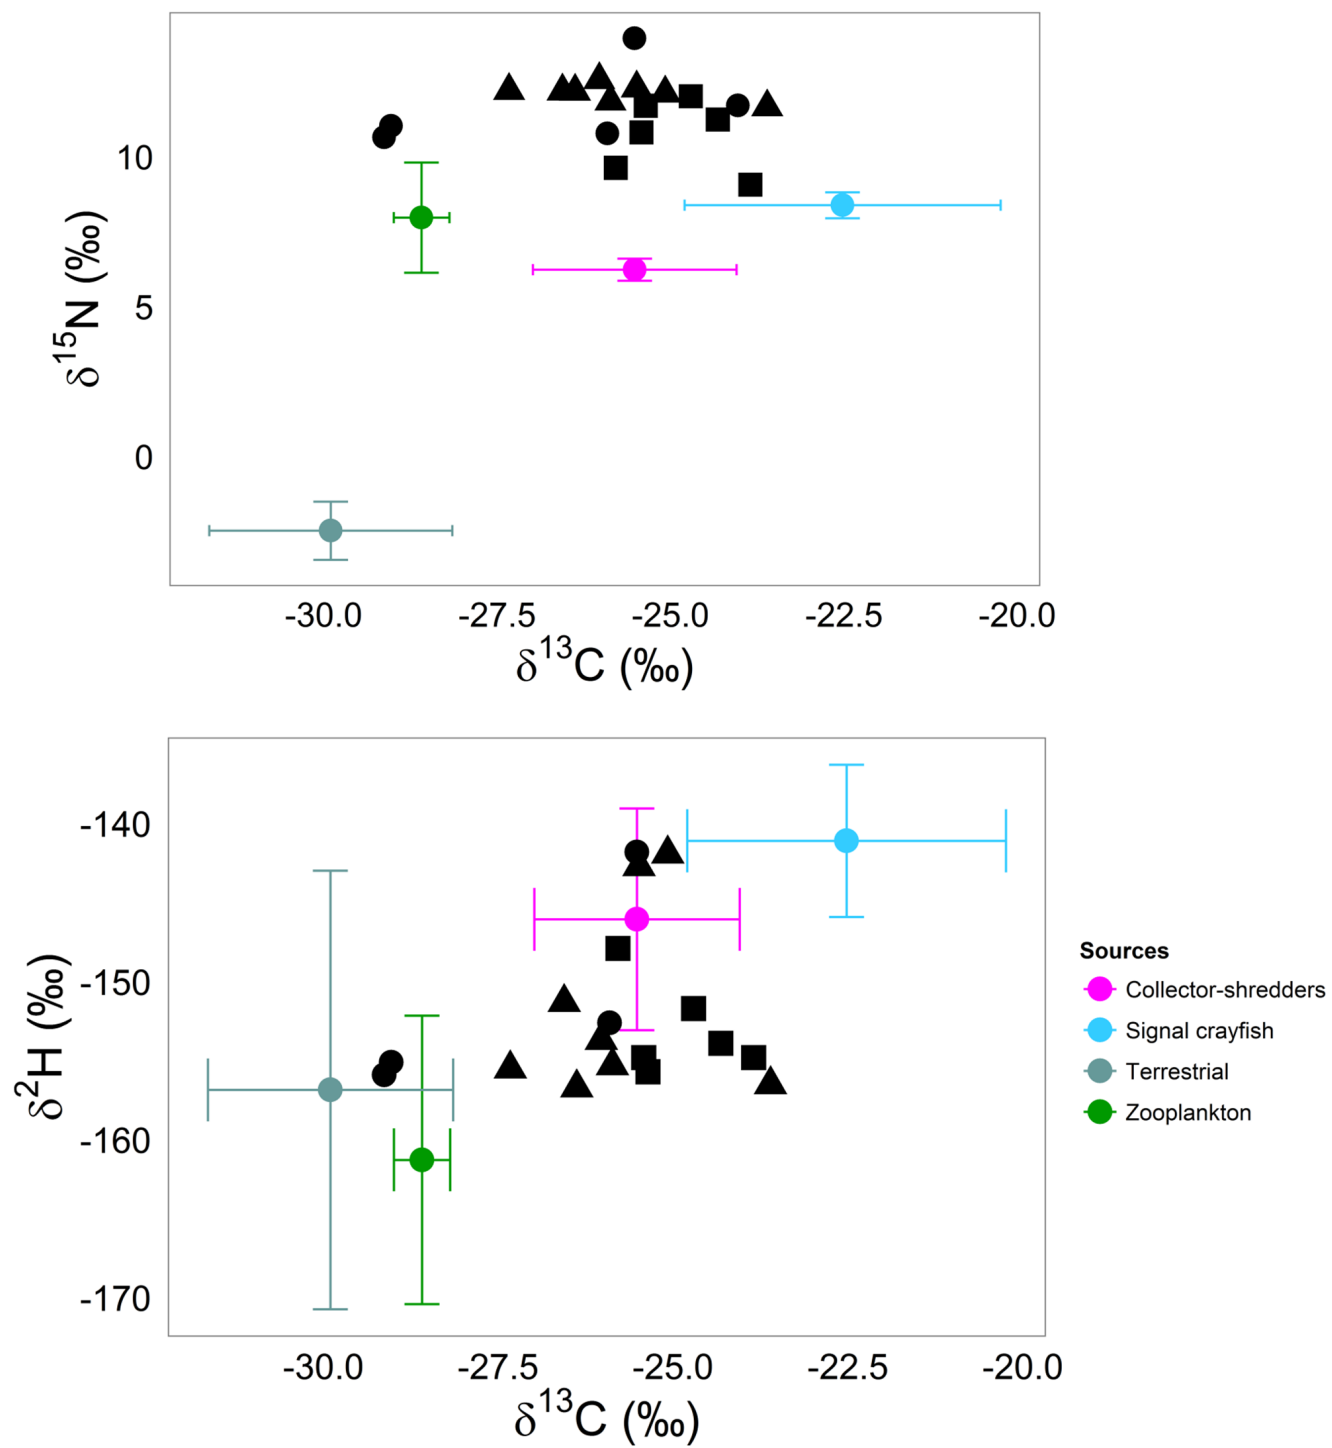 10
5
0
δ15N (‰)
-30.0 -27.5 -25.0 -22.5 -20.0
δ13C (‰)
-140
-150
-160
-170
δ2H (‰)
-30.0 -27.5 -25.0 -22.5 -20.0
δ13C (‰)
Sources
Collector-shredders
Signal crayfish
Terrestrial
Zooplankton